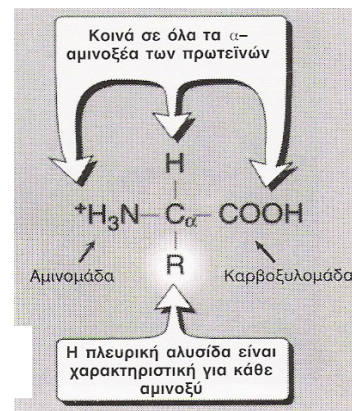 Κοινά σε όλα τα α–
αμινοξέα των πρωτεϊνών
H
⁺H₃N – Cα – COOH
R
Αμινομάδα
Καρβοξυλομάδα
Η πλευρική αλυσίδα είναι
χαρακτηριστική για κάθε
αμινοξύ